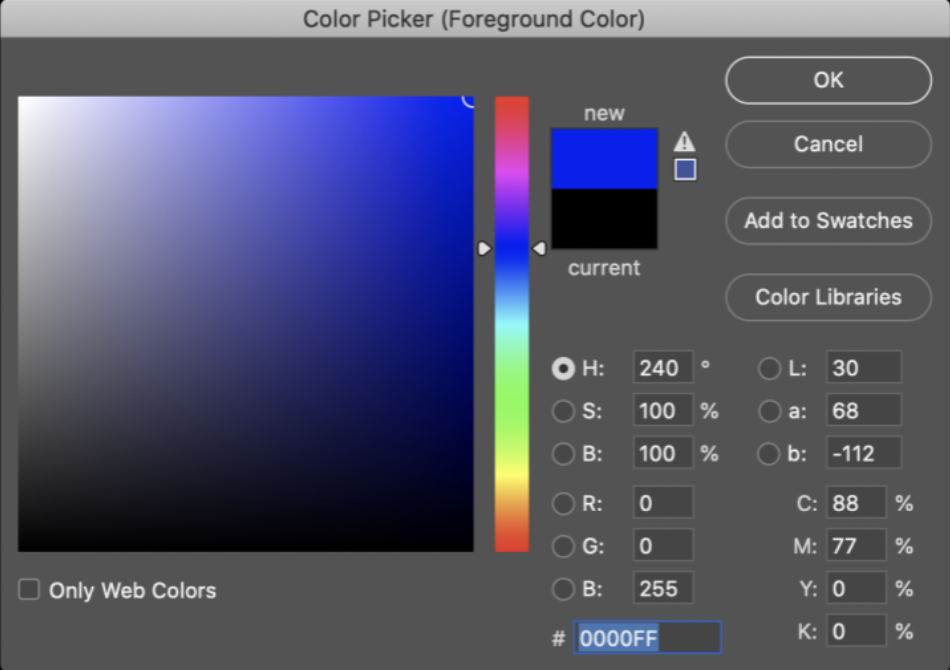 Color Picker (Foreground Color)
new
current
OK
Cancel
Add to Swatches
Color Libraries
H: 240 °
S: 100 %
B: 100 %
R: 0
G: 0
B: 255
# 0000FF
L: 30
a: 68
b: -112
C: 88 %
M: 77 %
Y: 0 %
K: 0 %
Only Web Colors